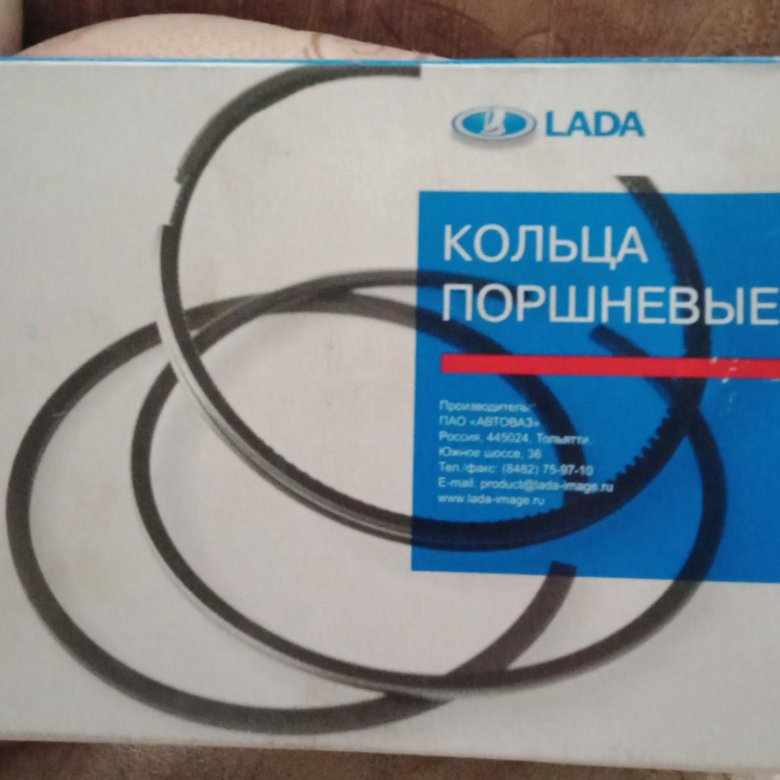 LADA
КОЛЬЦА
ПОРШНЕВЫЕ
Производитель:
ПАО «АВТОВАЗ»
Россия, 445024, Тольятти,
Южное шоссе, 36
Тел./факс: (8482) 75-97-10
E-mail: product@lada-image.ru
www.lada-image.ru